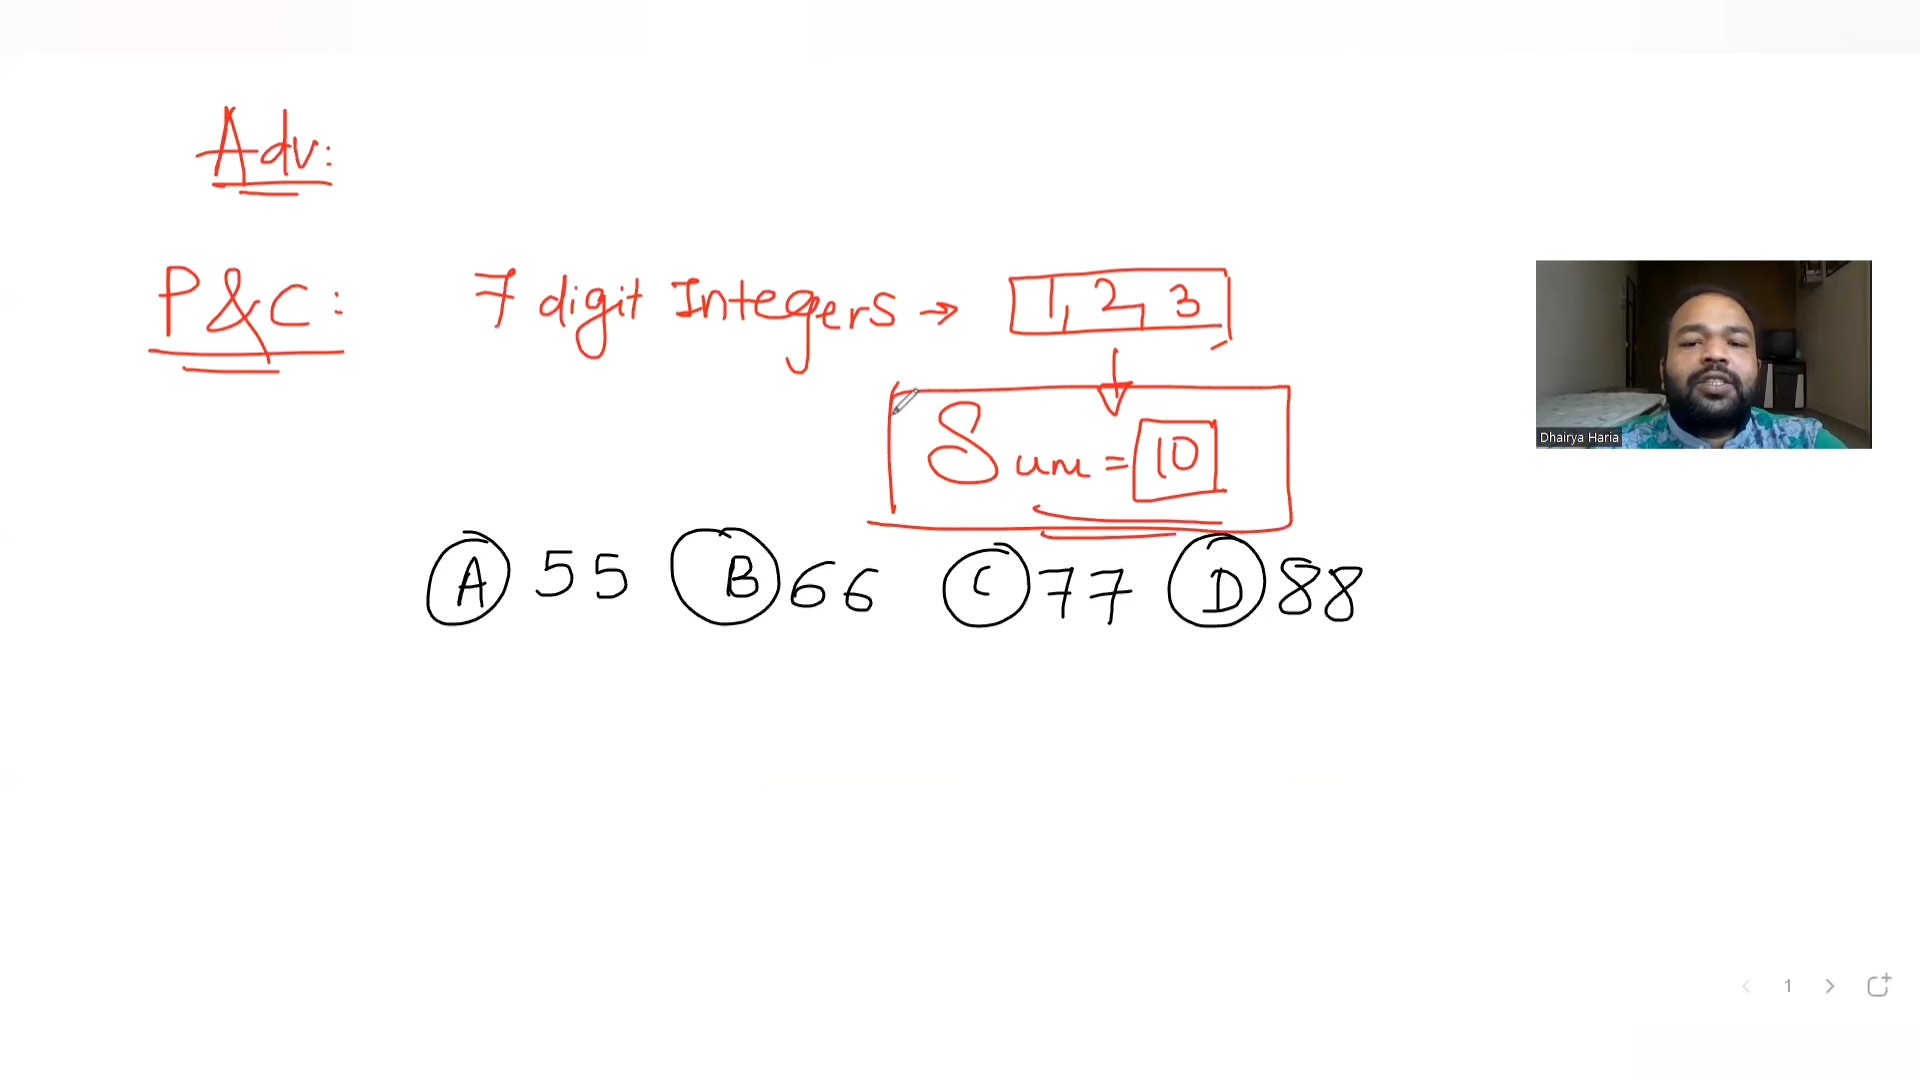 Adv:
P&C: 7 digit Integers → 1, 2, 3
Sum = 10
A 55 B 66 C 77 D 88
Dhairya Haria
1